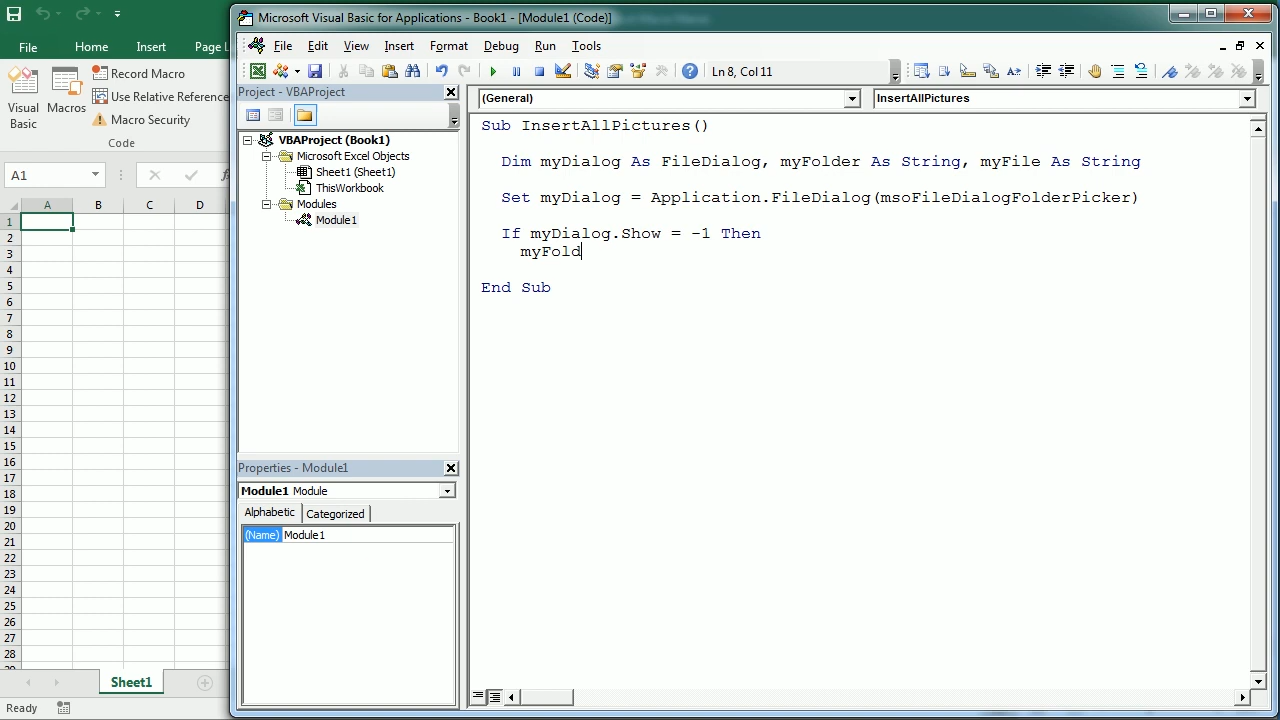 Microsoft Visual Basic for Applications - Book1 - [Module1 (Code)]
File Home Insert Page L
File Edit View Insert Format Debug Run Tools
Ln 8, Col 11
Record Macro
Use Relative Reference
Macro Security
Visual
Basic
Macros
Code
A1
A B C D
1
2
3
4
5
6
7
8
9
10
11
12
13
14
15
16
17
18
19
20
21
22
23
24
25
26
27
28
Sheet1
Ready
Project - VBAProject
VBAProject (Book1)
Microsoft Excel Objects
Sheet1 (Sheet1)
ThisWorkbook
Modules
Module1
Properties - Module1
Module1 Module
Alphabetic Categorized
(Name) Module1
(General) InsertAllPictures
Sub InsertAllPictures()
Dim myDialog As FileDialog, myFolder As String, myFile As String
Set myDialog = Application.FileDialog(msoFileDialogFolderPicker)
If myDialog.Show = -1 Then
myFold
End Sub